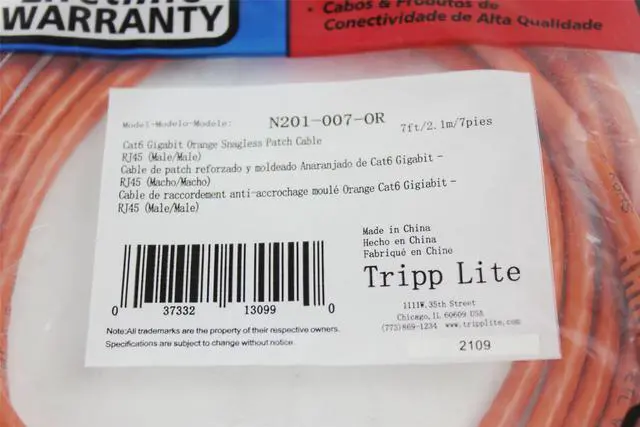 WARRANTY
• Cabos & Produtos de
Conectividade de Alta Qualidade
Model-Modelo-Modele: N201-007-OR 7ft/2.1m/7pies
Cat6 Gigabit Orange Snagless Patch Cable
RJ45 (Male/Male)
Cable de patch reforzado y moldeado Anaranjado de Cat6 Gigabit -
RJ45 (Macho/Macho)
Cable de raccordement anti-accrochage moulé Orange Cat6 Gigiabit -
RJ45 (Male/Male)
Made in China
Hecho en China
Fabriqué en Chine
Tripp Lite
1111W.35th Street
Chicago, IL 60609 USA
(773)869-1234 www.tripplite.com
0 37332 13099 0
Note:All trademarks are the property of their respective owners.
Specifications are subject to change without notice.
2109